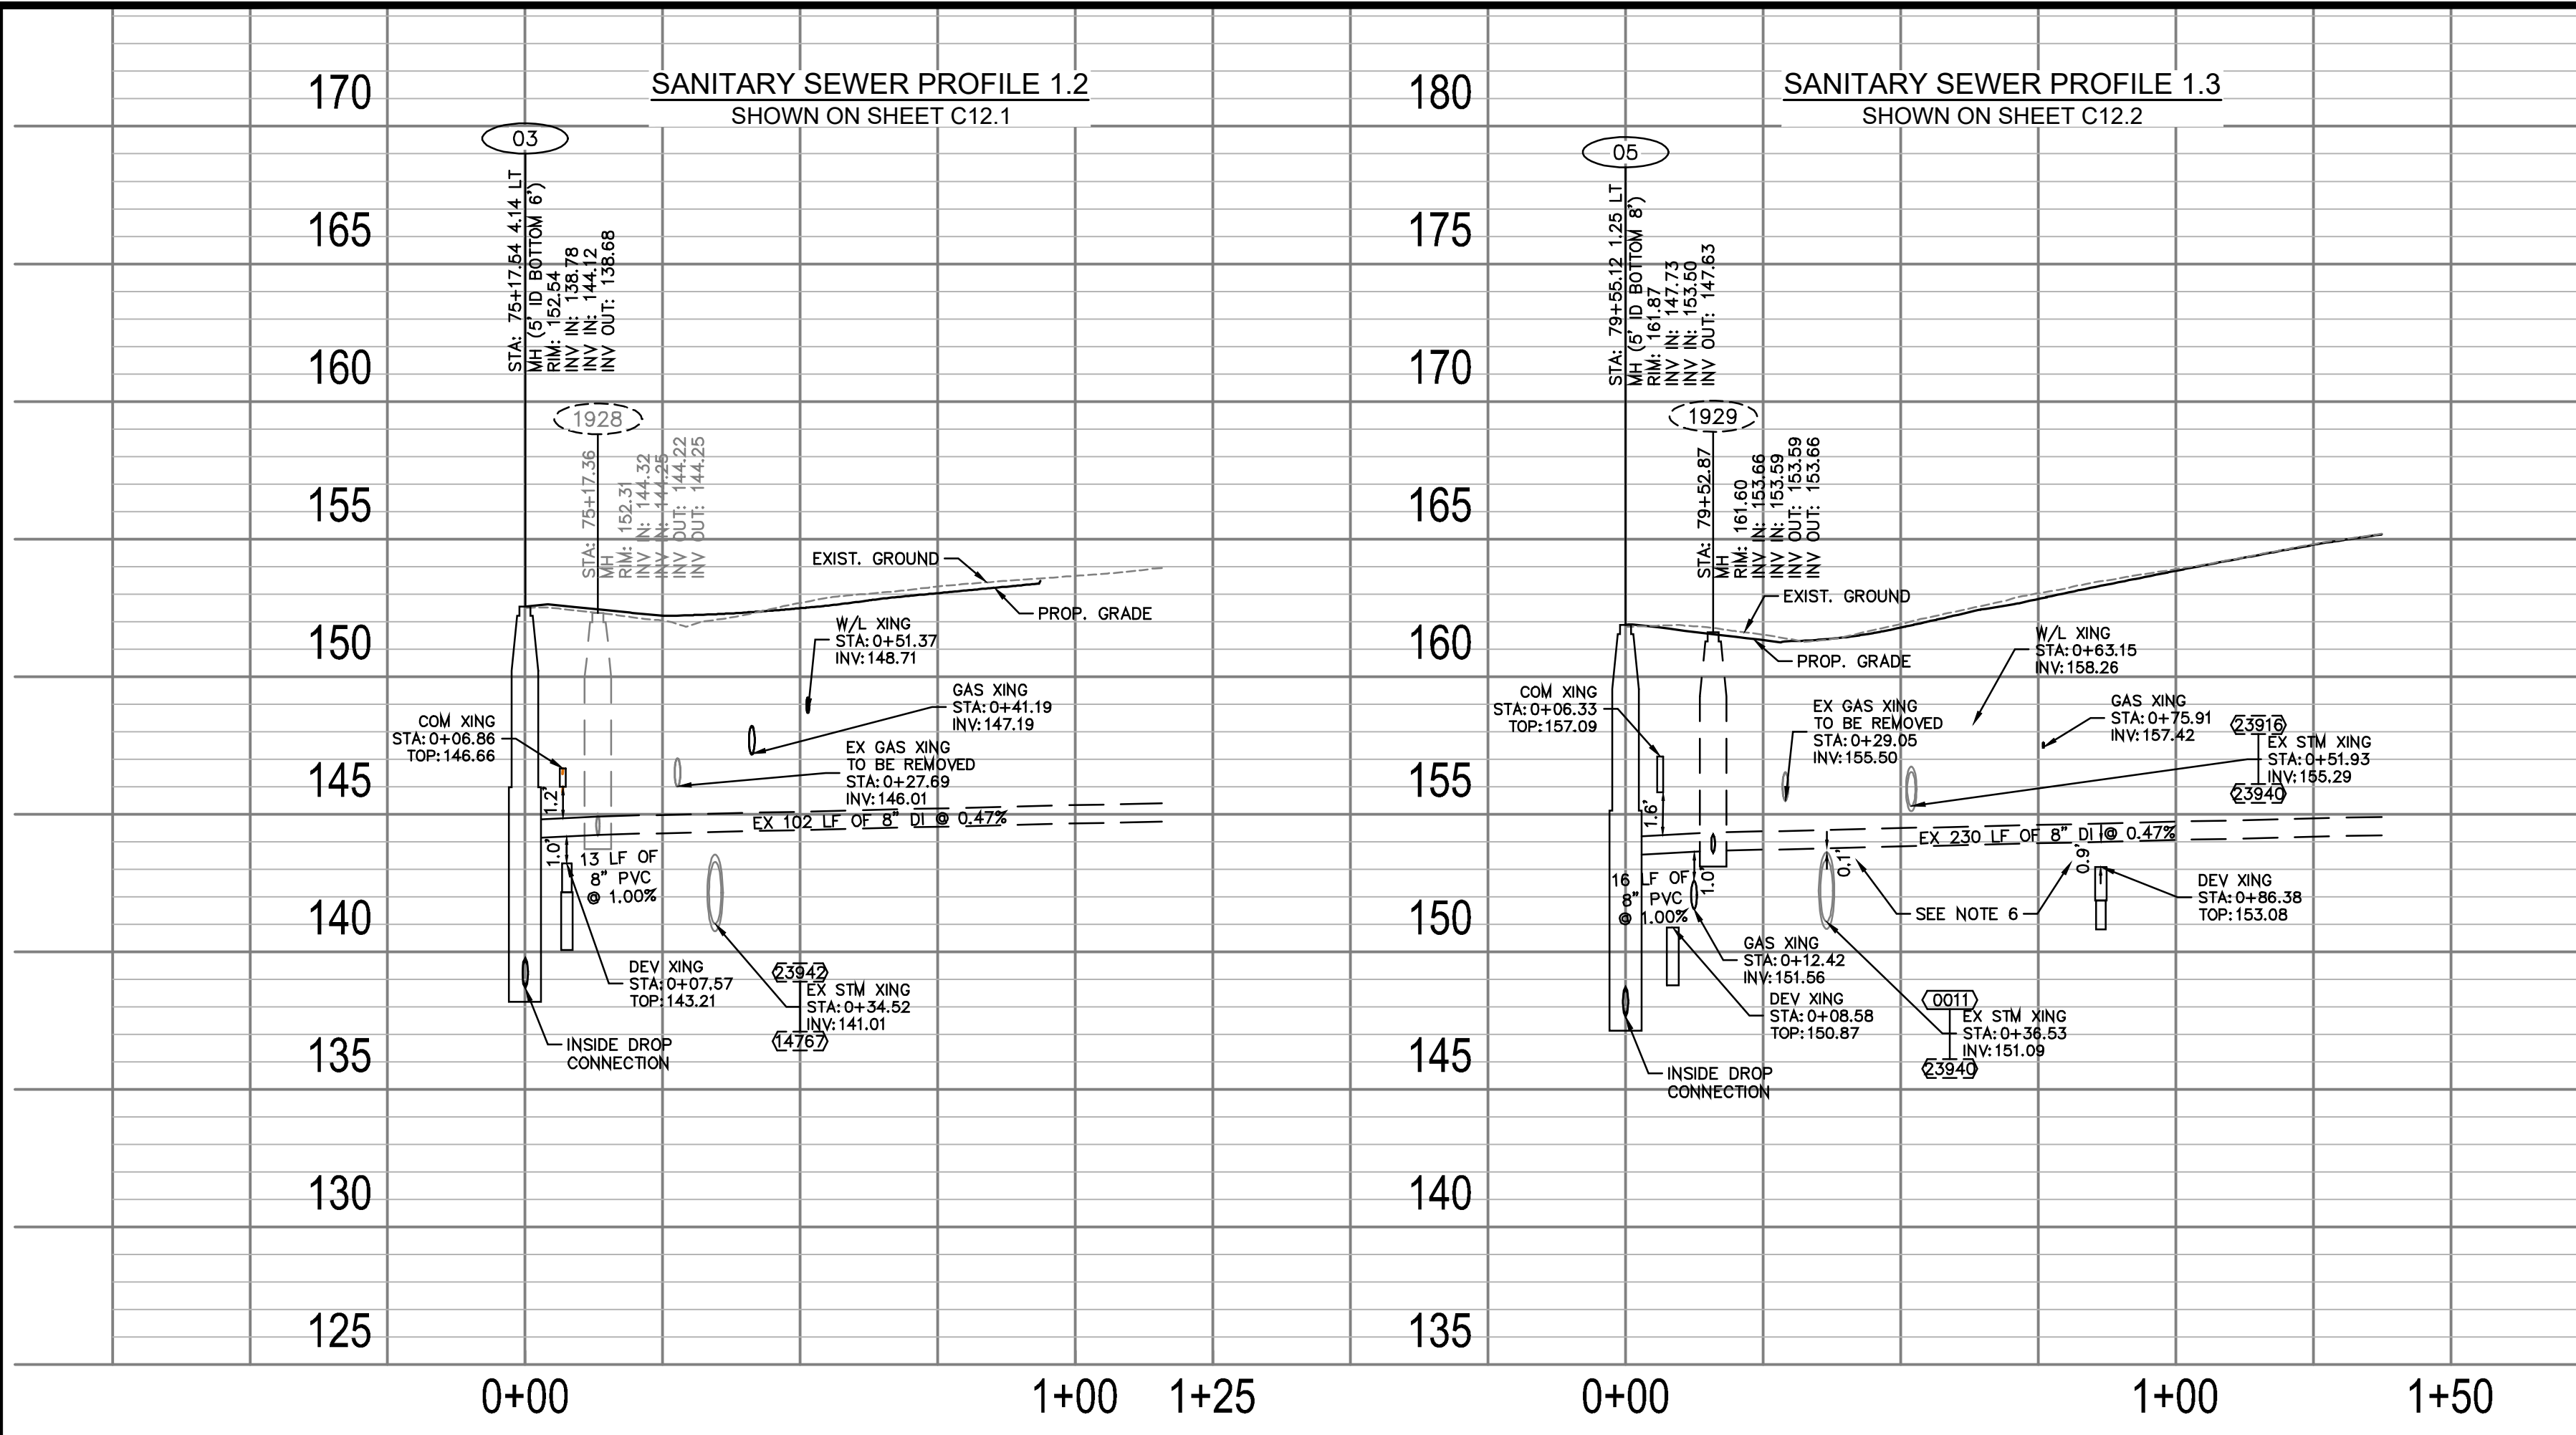 SANITARY SEWER PROFILE 1.2
SHOWN ON SHEET C12.1
170
165
160
155
150
145
140
135
130
125
0+00
1+00
1+25
03
STA: 75+17.54 4.14 LT
MH (5' ID BOTTOM 6')
RIM: 152.54
INV IN: 138.78
INV IN: 144.12
INV OUT: 138.68
1928
STA: 75+17.36
MH
RIM: 152.31
INV IN: 144.32
INV IN: 144.25
INV OUT: 144.22
INV OUT: 144.25
EXIST. GROUND
PROP. GRADE
W/L XING
STA: 0+51.37
INV: 148.71
GAS XING
STA: 0+41.19
INV: 147.19
COM XING
STA: 0+06.86
TOP: 146.66
EX GAS XING
TO BE REMOVED
STA: 0+27.69
INV: 146.01
1.2'
EX 102 LF OF 8" DI @ 0.47%
1.0'
13 LF OF
8" PVC
@ 1.00%
DEV XING
STA: 0+07.57
TOP: 143.21
23942
EX STM XING
STA: 0+34.52
INV: 141.01
14767
INSIDE DROP
CONNECTION
SANITARY SEWER PROFILE 1.3
SHOWN ON SHEET C12.2
180
175
170
165
160
155
150
145
140
135
0+00
1+00
1+50
05
STA: 79+55.12 1.25 LT
MH (5' ID BOTTOM 8')
RIM: 161.87
INV IN: 147.73
INV IN: 153.50
INV OUT: 147.63
1929
STA: 79+52.87
MH
RIM: 161.60
INV IN: 153.66
INV IN: 153.59
INV OUT: 153.59
INV OUT: 153.66
EXIST. GROUND
PROP. GRADE
W/L XING
STA: 0+63.15
INV: 158.26
COM XING
STA: 0+06.33
TOP: 157.09
EX GAS XING
TO BE REMOVED
STA: 0+29.05
INV: 155.50
GAS XING
STA: 0+75.91
INV: 157.42
23916
EX STM XING
STA: 0+51.93
INV: 155.29
23940
1.6'
EX 230 LF OF 8" DI @ 0.47%
0.1'
0.9'
1.0'
16 LF OF
8" PVC
@ 1.00%
SEE NOTE 6
DEV XING
STA: 0+86.38
TOP: 153.08
GAS XING
STA: 0+12.42
INV: 151.56
DEV XING
STA: 0+08.58
TOP: 150.87
0011
EX STM XING
STA: 0+36.53
INV: 151.09
23940
INSIDE DROP
CONNECTION